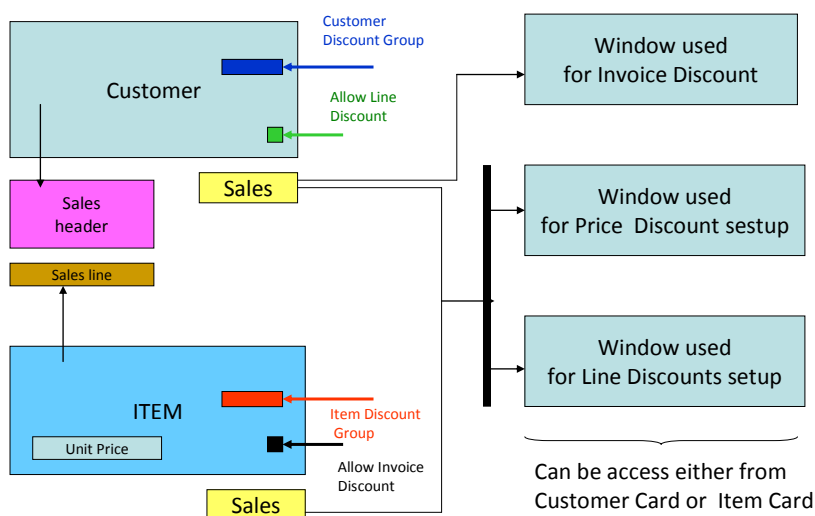 Customer
Discount Group
Customer
Allow Line
Discount
Sales
Sales
header
Sales line
ITEM
Unit Price
Item Discount
Group
Allow Invoice
Discount
Sales
Window used
for Invoice Discount
Window used
for Price Discount sestup
Window used
for Line Discounts setup
Can be access either from
Customer Card or Item Card